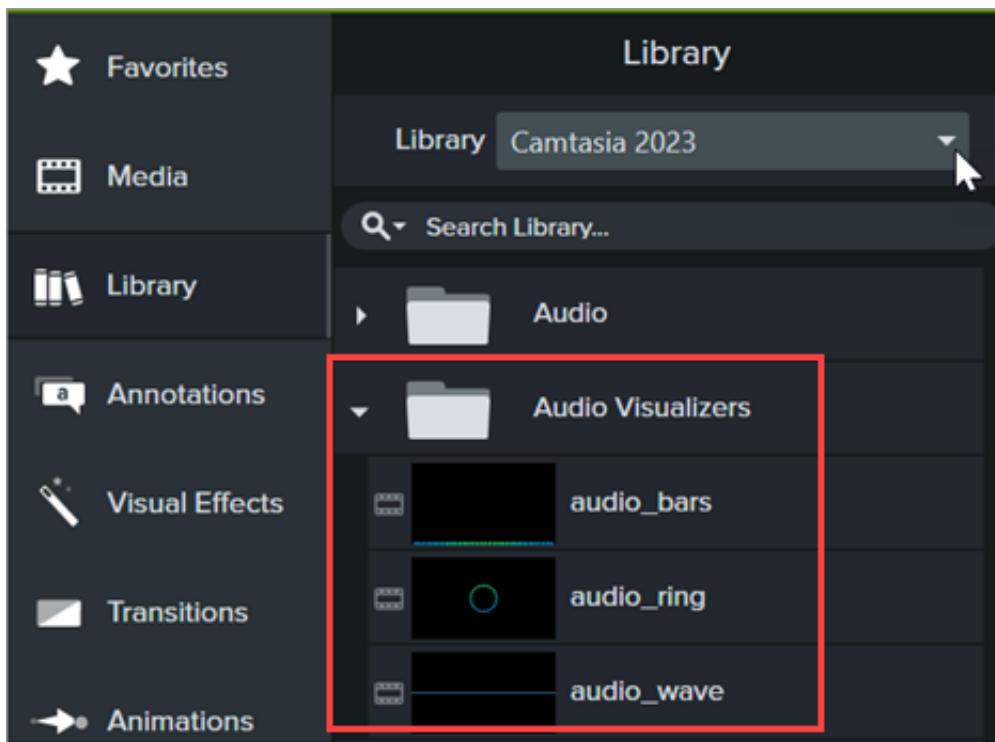 Favorites
Media
Library
Annotations
Visual Effects
Transitions
Animations
Library
Library Camtasia 2023
Search Library...
Audio
Audio Visualizers
audio_bars
audio_ring
audio_wave
a